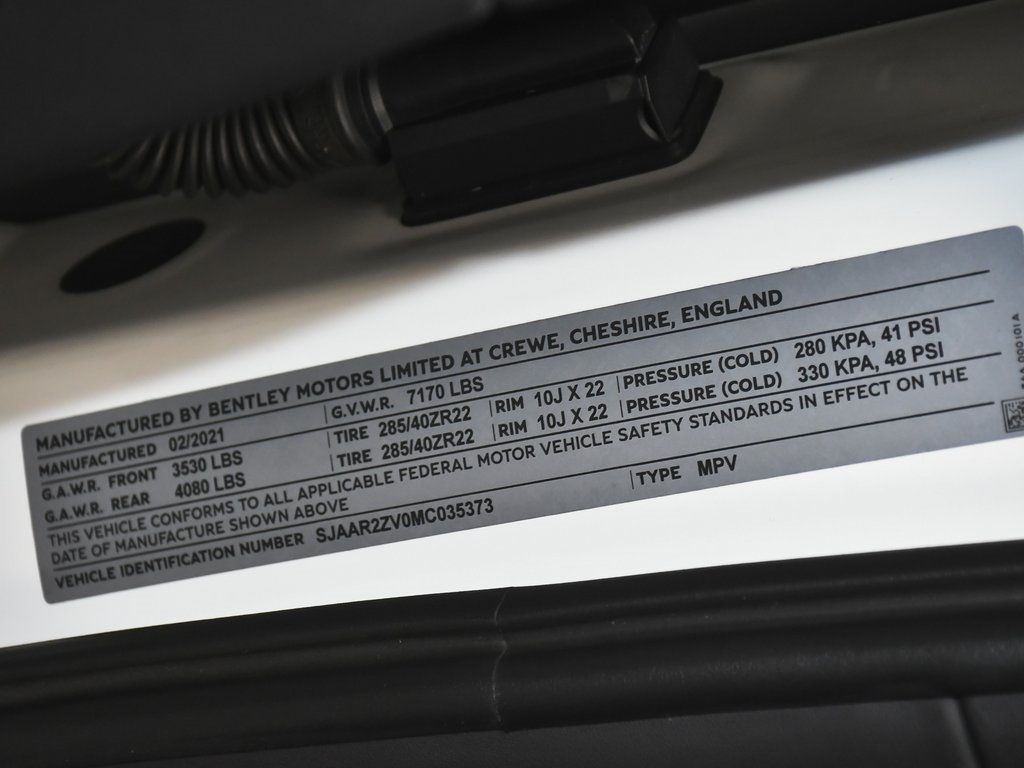 MANUFACTURED BY BENTLEY MOTORS LIMITED AT CREWE, CHESHIRE, ENGLAND
MANUFACTURED 02/2021 G.V.W.R. 7170 LBS
G.A.W.R. FRONT 3530 LBS TIRE 285/40ZR22 RIM 10J X 22 PRESSURE (COLD) 280 KPA, 41 PSI
G.A.W.R. REAR 4080 LBS TIRE 285/40ZR22 RIM 10J X 22 PRESSURE (COLD) 330 KPA, 48 PSI
THIS VEHICLE CONFORMS TO ALL APPLICABLE FEDERAL MOTOR VEHICLE SAFETY STANDARDS IN EFFECT ON THE
DATE OF MANUFACTURE SHOWN ABOVE
VEHICLE IDENTIFICATION NUMBER SJAAR2ZV0MC035373 TYPE MPV